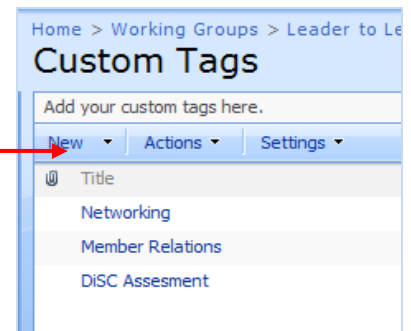 Home > Working Groups > Leader to Le
Custom Tags
Add your custom tags here.
New Actions Settings
Title
Networking
Member Relations
DiSC Assesment